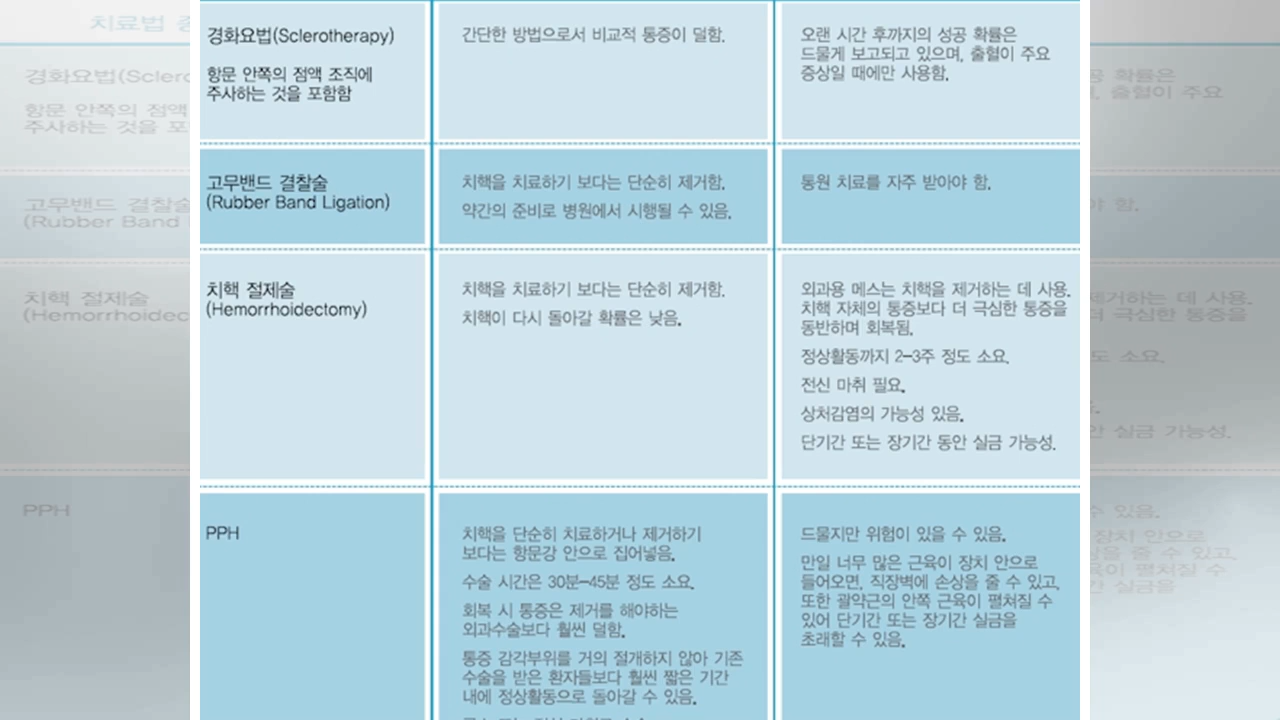 경화요법(Sclerotherapy)
항문 안쪽의 점액 조직에
주사하는 것을 포함함
간단한 방법으로서 비교적 통증이 덜함.
오랜 시간 후까지의 성공 확률은
드물게 보고되고 있으며, 출혈이 주요
증상일 때에만 사용함.
고무밴드 결찰술
(Rubber Band Ligation)
치핵을 치료하기 보다는 단순히 제거함.
약간의 준비로 병원에서 시행될 수 있음.
통원 치료를 자주 받아야 함.
치핵 절제술
(Hemorrhoidectomy)
치핵을 치료하기 보다는 단순히 제거함.
치핵이 다시 돌아갈 확률은 낮음.
외과용 메스는 치핵을 제거하는 데 사용.
치핵 자체의 통증보다 더 극심한 통증을
동반하며 회복됨.
정상활동까지 2-3주 정도 소요.
전신 마취 필요.
상처감염의 가능성 있음.
단기간 또는 장기간 동안 실금 가능성.
PPH
치핵을 단순히 치료하거나 제거하기
보다는 항문강 안으로 집어넣음.
수술 시간은 30분-45분 정도 소요.
회복 시 통증은 제거를 해야하는
외과수술보다 훨씬 덜함.
통증 감각부위를 거의 절개하지 않아 기존
수술을 받은 환자들보다 훨씬 짧은 기간
내에 정상활동으로 돌아갈 수 있음.
드물지만 위험이 있을 수 있음.
만일 너무 많은 근육이 장치 안으로
들어오면, 직장벽에 손상을 줄 수 있고,
또한 괄약근의 안쪽 근육이 펼쳐질 수
있어 단기간 또는 장기간 실금을
초래할 수 있음.